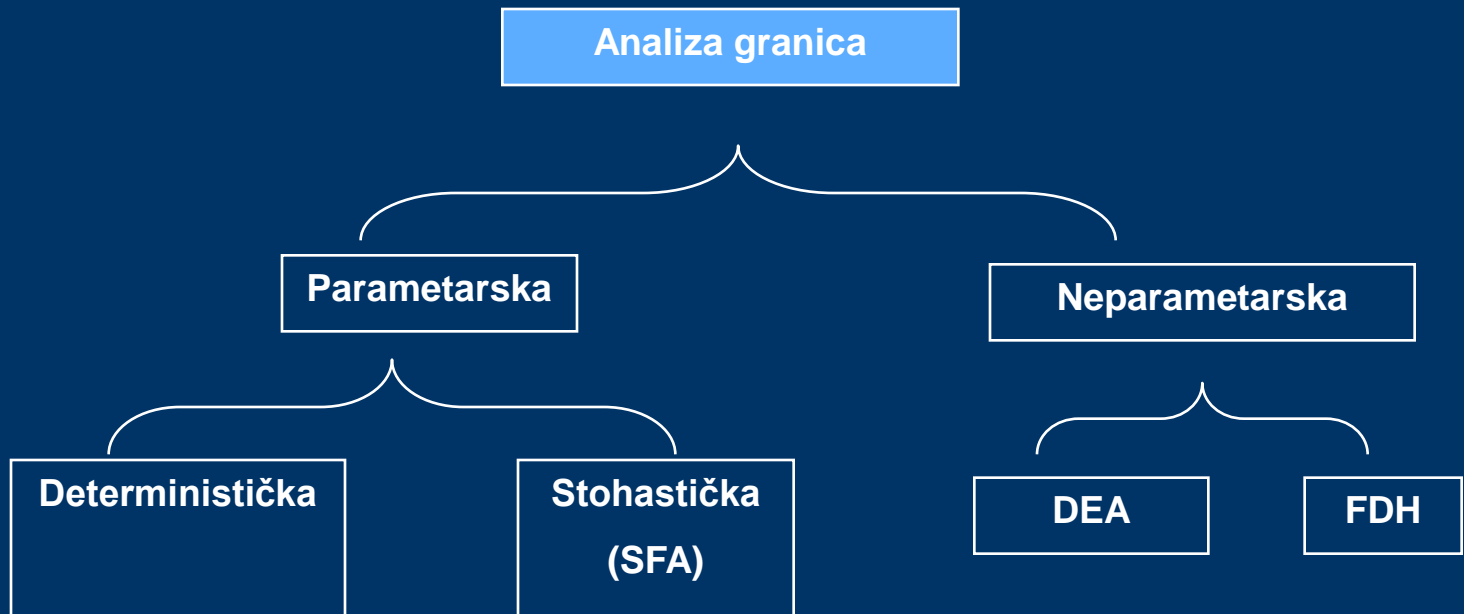 Analiza granica
Parametarska
Neparametarska
Deterministička
Stohastička
(SFA)
DEA
FDH